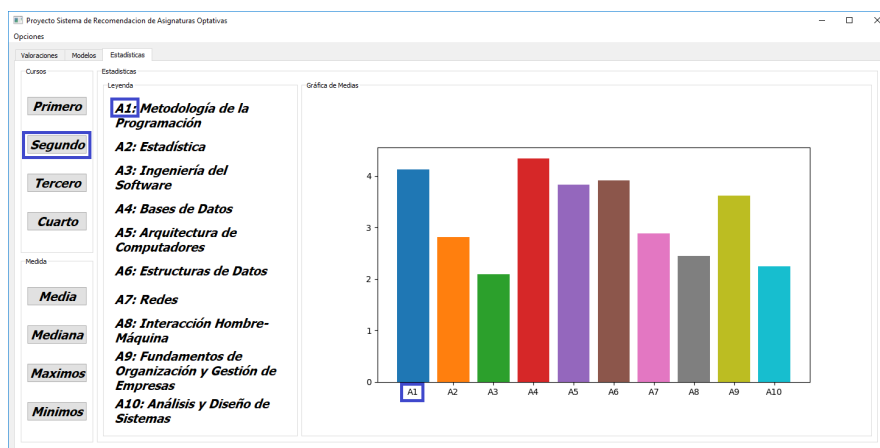 Proyecto Sistema de Recomendacion de Asignaturas Optativas
Opciones
Valoraciones Modelos Estadísticas
Cursos
Primero
Segundo
Tercero
Cuarto
Medida
Media
Mediana
Maximos
Minimos
Estadísticas
Leyenda
A1: Metodología de la
Programación
A2: Estadística
A3: Ingeniería del
Software
A4: Bases de Datos
A5: Arquitectura de
Computadores
A6: Estructuras de Datos
A7: Redes
A8: Interacción Hombre-
Máquina
A9: Fundamentos de
Organización y Gestión de
Empresas
A10: Análisis y Diseño de
Sistemas
Gráfica de Medias
4
3
2
1
0
A1 A2 A3 A4 A5 A6 A7 A8 A9 A10